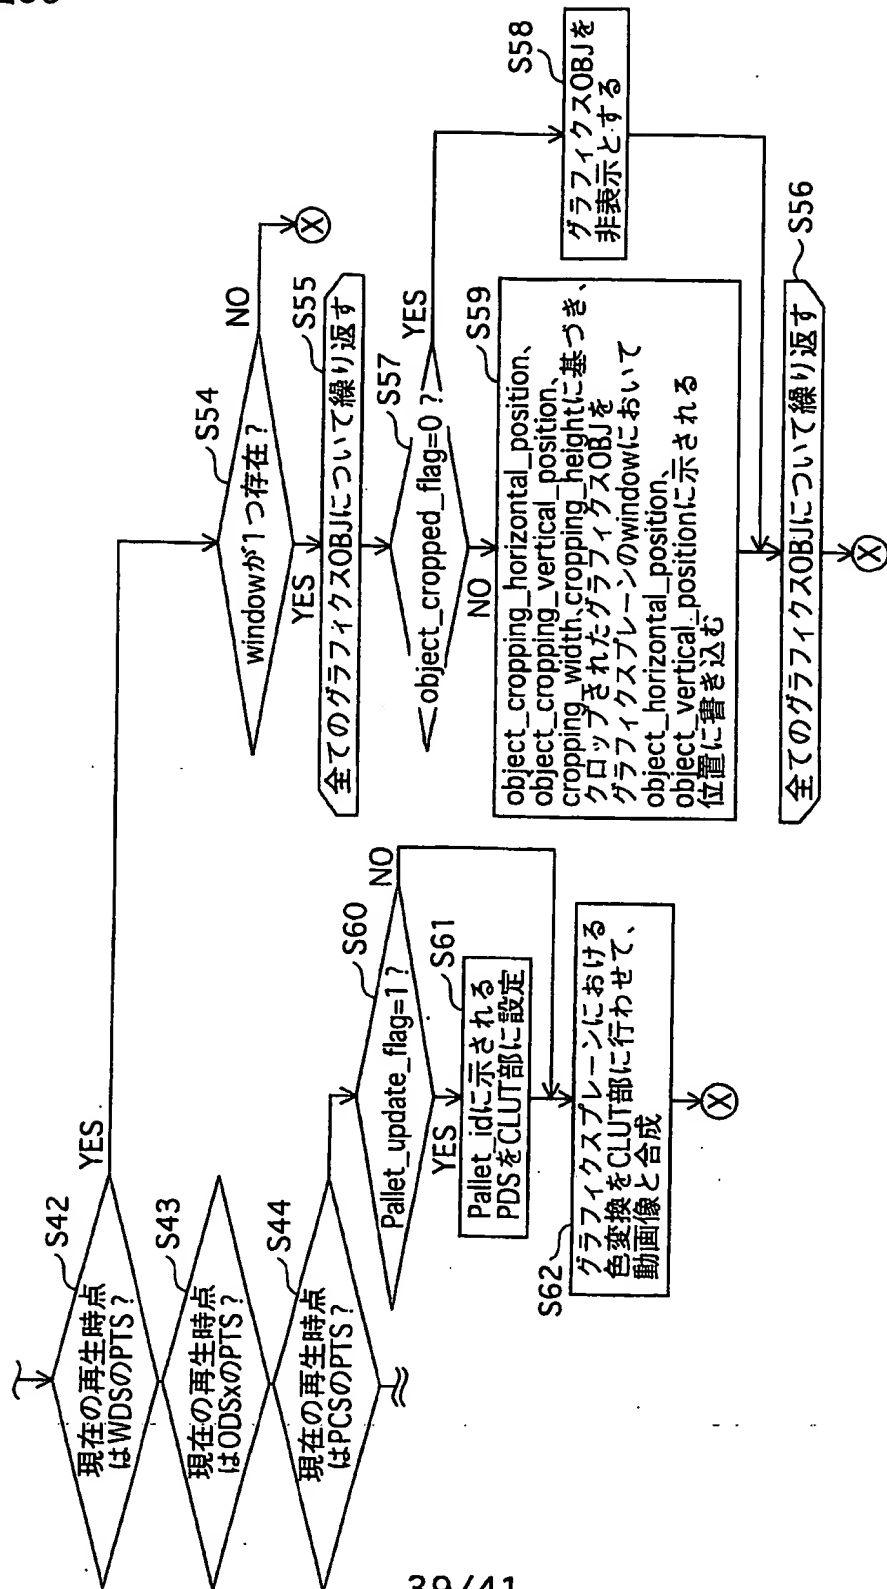 S42
現在の再生時点
はWDSのPTS?
YES
S43
現在の再生時点
はODSxのPTS?
S44
現在の再生時点
はPCSのPTS?
S54
windowが1つ存在?
NO
X
YES
S55
全てのグラフィクスOBJについて繰り返す
S57
object_cropped_flag=0?
YES
NO
S58
グラフィクスOBJを
非表示とする
S59
object_cropping_horizontal_position、
object_cropping_vertical_position、
cropping_width、cropping_heightに基づき、
クロップされたグラフィクスOBJを
グラフィクスプレーンのwindowにおいて
object_horizontal_position、
object_vertical_positionに示される
位置に書き込む
S56
全てのグラフィクスOBJについて繰り返す
X
S60
Pallet_update_flag=1?
NO
YES
S61
Pallet_idに示される
PDSをCLUT部に設定
S62
グラフィクスプレーンにおける
色変換をCLUT部に行わせて、
動画像と合成
X
39/41